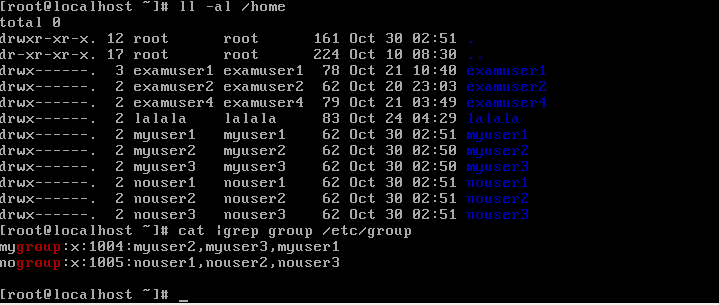 [root@localhost ~]# ll -al /home
total 0
drwxr-xr-x. 12 root root 161 Oct 30 02:51 .
dr-xr-xr-x. 17 root root 224 Oct 10 08:30 ..
drwx------. 3 examuser1 examuser1 78 Oct 21 10:40 examuser1
drwx------. 2 examuser2 examuser2 62 Oct 20 23:03 examuser2
drwx------. 2 examuser4 examuser4 79 Oct 21 03:49 examuser4
drwx------. 2 lalala lalala 83 Oct 24 04:29 lalala
drwx------. 2 myuser1 myuser1 62 Oct 30 02:51 myuser1
drwx------. 2 myuser2 myuser2 62 Oct 30 02:50 myuser2
drwx------. 2 myuser3 myuser3 62 Oct 30 02:50 myuser3
drwx------. 2 nouser1 nouser1 62 Oct 30 02:51 nouser1
drwx------. 2 nouser2 nouser2 62 Oct 30 02:51 nouser2
drwx------. 2 nouser3 nouser3 62 Oct 30 02:51 nouser3
[root@localhost ~]# cat |grep group /etc/group
mygroup:x:1004:myuser2,myuser3,myuser1
nogroup:x:1005:nouser1,nouser2,nouser3

[root@localhost ~]# _